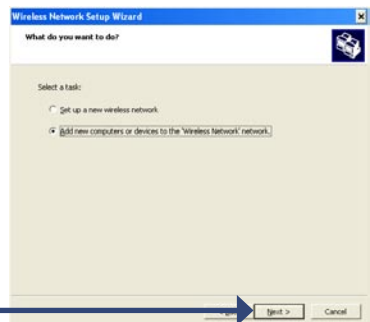 Wireless Network Setup Wizard
What do you want to do?
Select a task:
Set up a new wireless network
Add new computers or devices to the 'Wireless Network' network.
Next >
Cancel